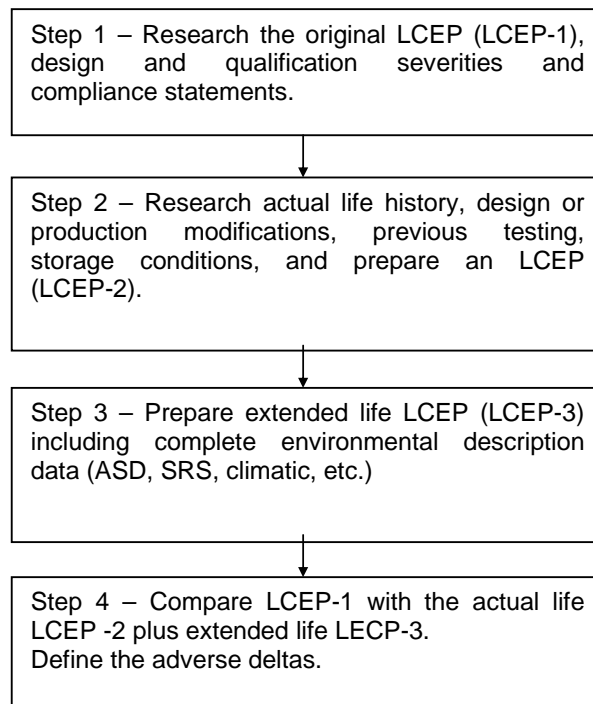 Step 1 – Research the original LCEP (LCEP-1),
design and qualification severities and
compliance statements.
Step 2 – Research actual life history, design or
production modifications, previous testing,
storage conditions, and prepare an LCEP
(LCEP-2).
Step 3 – Prepare extended life LCEP (LCEP-3)
including complete environmental description
data (ASD, SRS, climatic, etc.)
Step 4 – Compare LCEP-1 with the actual life
LCEP -2 plus extended life LECP-3.
Define the adverse deltas.